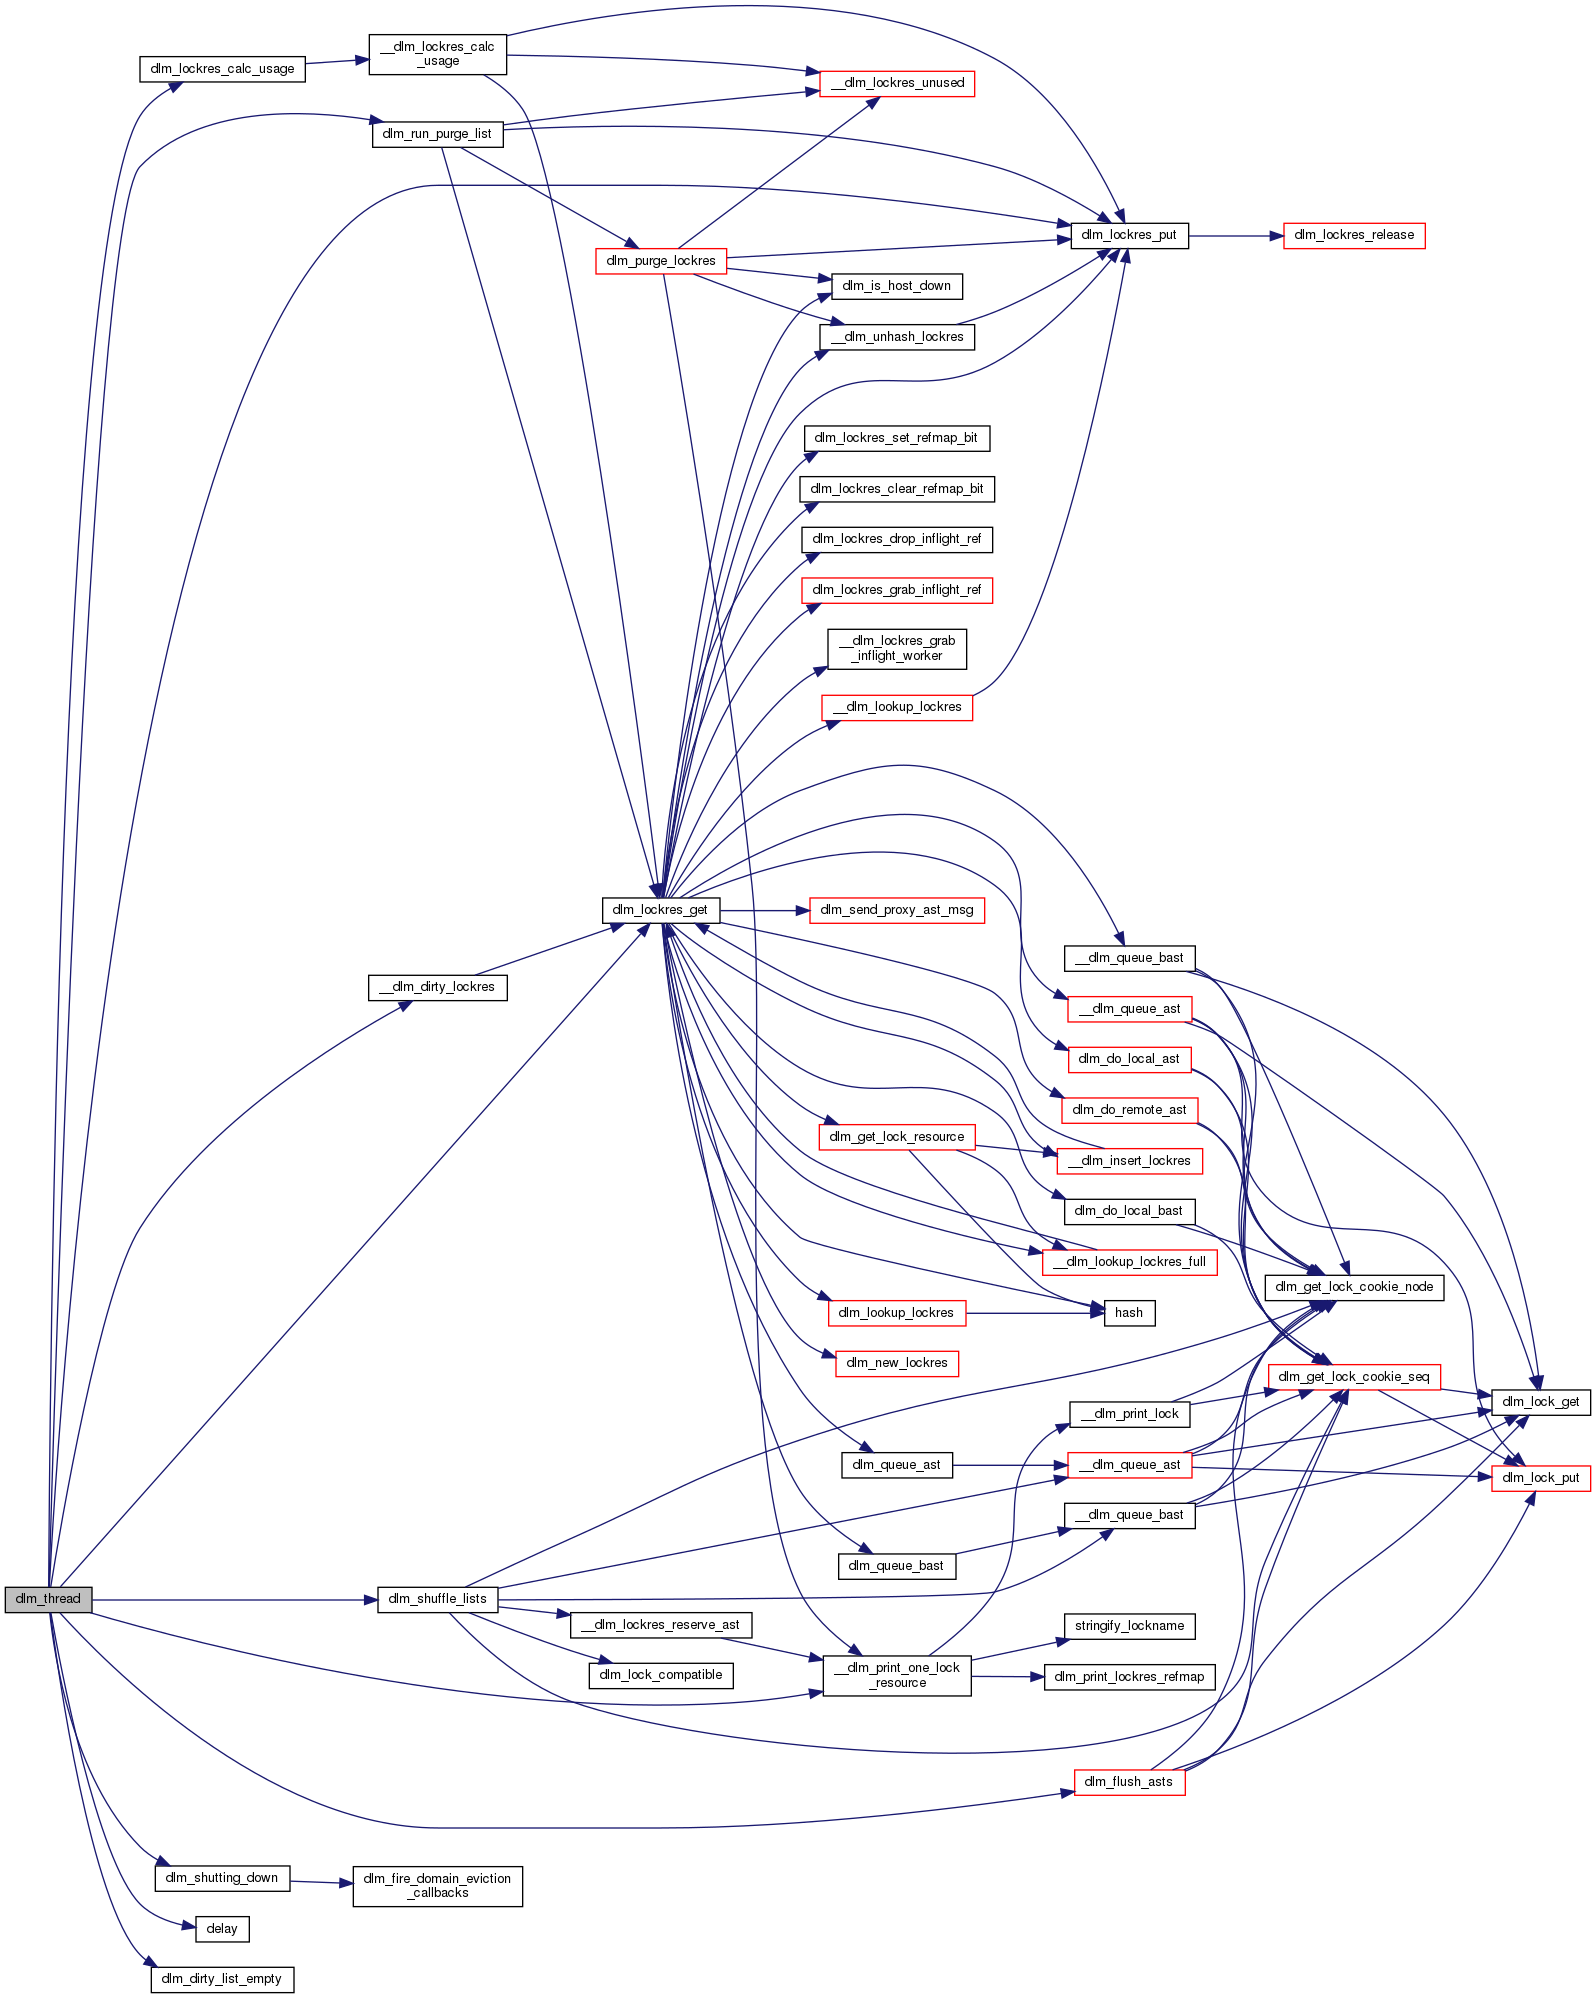 __dlm_lockres_calc
_usage
dlm_lockres_calc_usage
__dlm_lockres_unused
dlm_run_purge_list
dlm_lockres_put
dlm_lockres_release
dlm_purge_lockres
dlm_is_host_down
__dlm_unhash_lockres
dlm_lockres_set_refmap_bit
dlm_lockres_clear_refmap_bit
dlm_lockres_drop_inflight_ref
dlm_lockres_grab_inflight_ref
__dlm_lockres_grab
_inflight_worker
__dlm_lookup_lockres
dlm_lockres_get
dlm_send_proxy_ast_msg
__dlm_queue_bast
__dlm_dirty_lockres
__dlm_queue_ast
dlm_do_local_ast
dlm_do_remote_ast
dlm_get_lock_resource
__dlm_insert_lockres
dlm_do_local_bast
__dlm_lookup_lockres_full
dlm_get_lock_cookie_node
dlm_lookup_lockres
hash
dlm_new_lockres
dlm_get_lock_cookie_seq
dlm_lock_get
__dlm_print_lock
dlm_queue_ast
__dlm_queue_ast
dlm_lock_put
__dlm_queue_bast
dlm_queue_bast
dlm_thread
dlm_shuffle_lists
__dlm_lockres_reserve_ast
stringify_lockname
dlm_lock_compatible
__dlm_print_one_lock
_resource
dlm_print_lockres_refmap
dlm_flush_asts
dlm_shutting_down
dlm_fire_domain_eviction
_callbacks
delay
dlm_dirty_list_empty